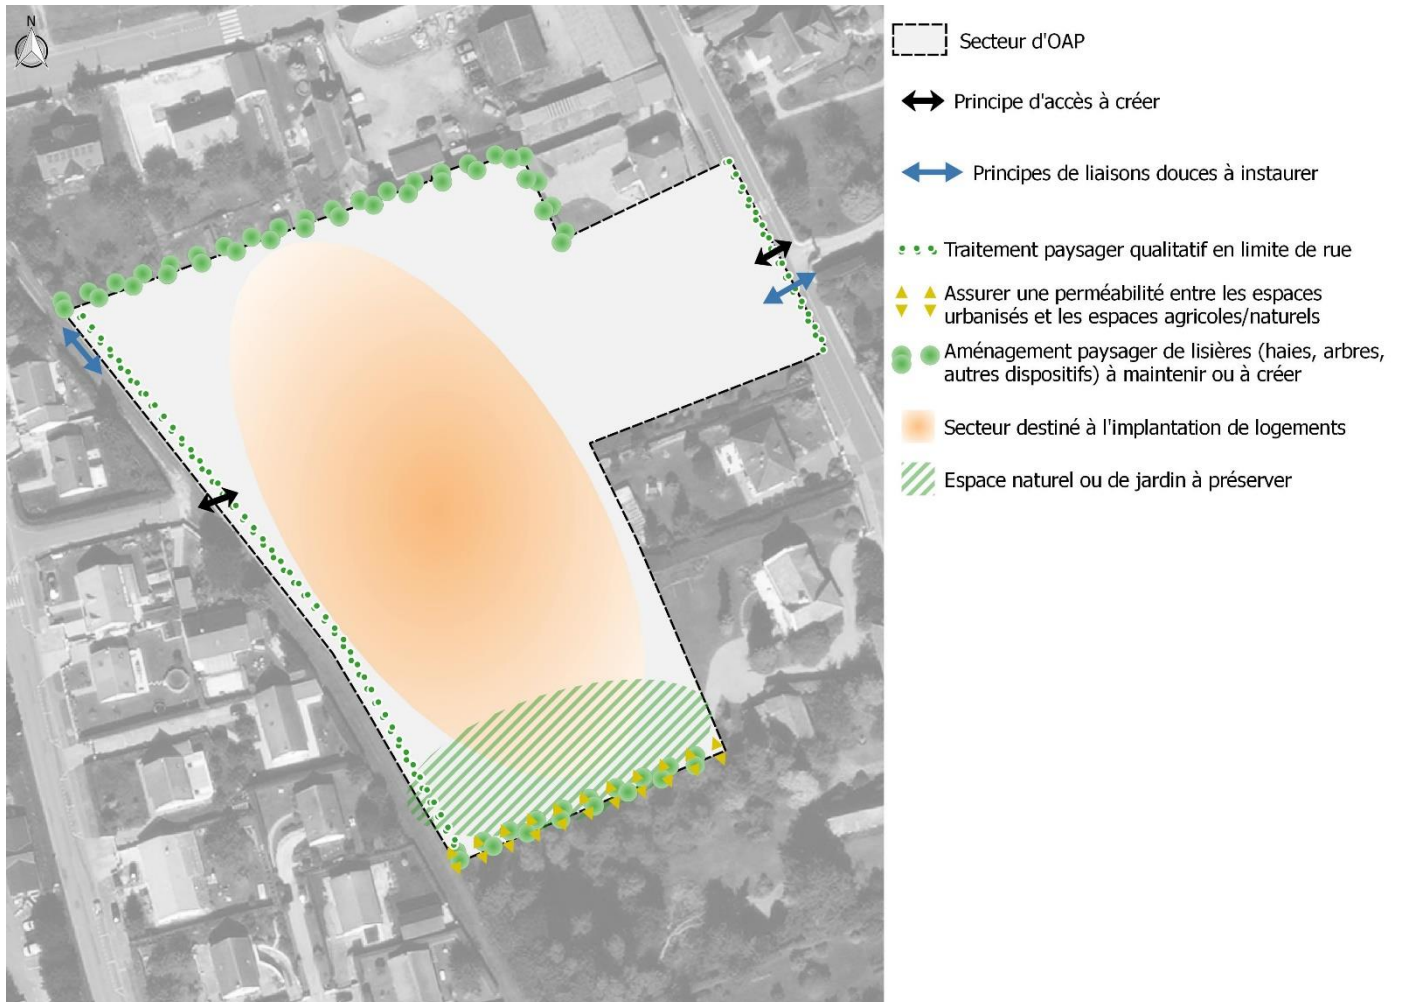 N
Secteur d'OAP
Principe d'accès à créer
Principes de liaisons douces à instaurer
Traitement paysager qualitatif en limite de rue
Assurer une perméabilité entre les espaces
urbanisés et les espaces agricoles/naturels
Aménagement paysager de lisières (haies, arbres,
autres dispositifs) à maintenir ou à créer
Secteur destiné à l'implantation de logements
Espace naturel ou de jardin à préserver